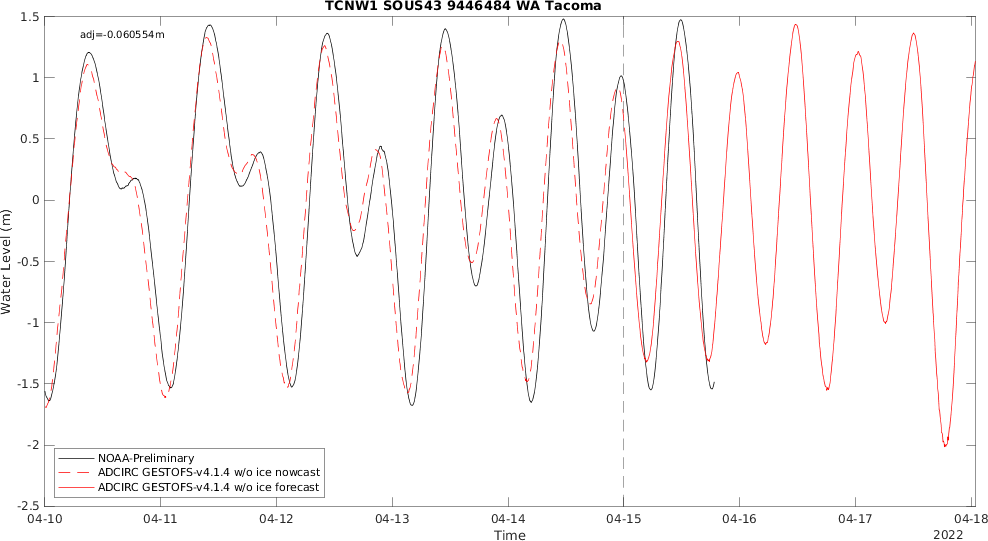 TCNW1 SOUS43 9446484 WA Tacoma
adj=-0.060554m
1.5
1
0.5
0
-0.5
-1
-1.5
-2
-2.5
Water Level (m)
NOAA-Preliminary
ADCIRC GESTOFS-v4.1.4 w/o ice nowcast
ADCIRC GESTOFS-v4.1.4 w/o ice forecast
04-10 04-11 04-12 04-13 04-14 04-15 04-16 04-17 04-18
Time
2022